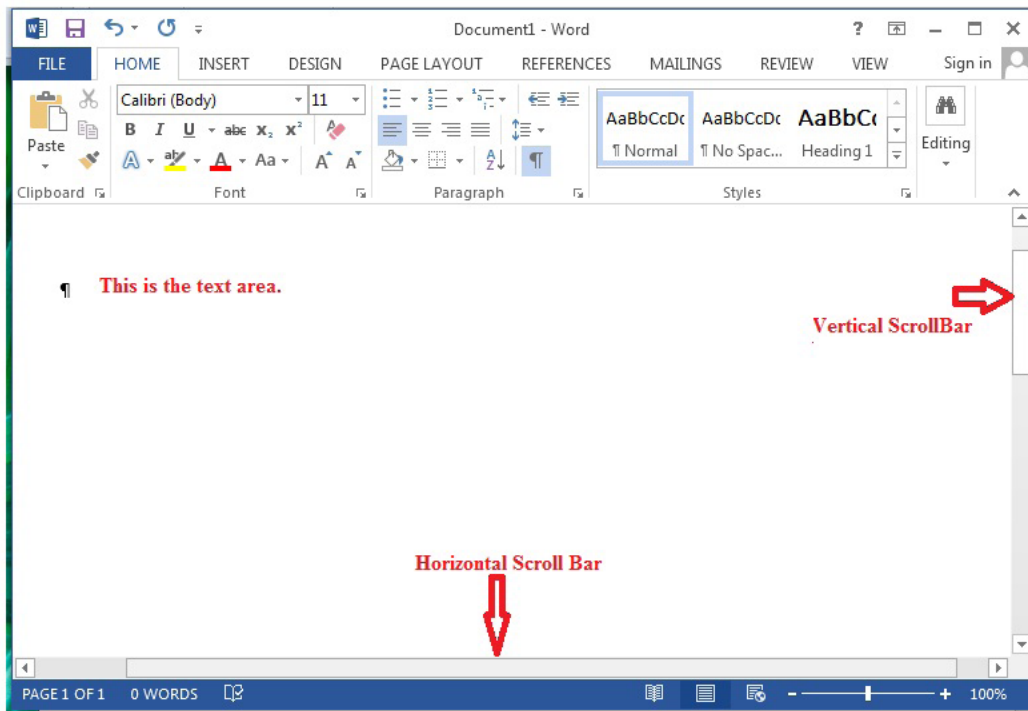 Document1 - Word
FILE HOME INSERT DESIGN PAGE LAYOUT REFERENCES MAILINGS REVIEW VIEW Sign in
Calibri (Body) 11
AaBbCcDc AaBbCcDc AaBbC
B I U abc X₂ X²
Paste ¶ Normal ¶ No Spac... Heading 1 Editing
A ab A Aa A A A Z ¶
Clipboard Font Paragraph Styles
¶ This is the text area.
Vertical ScrollBar
Horizontal Scroll Bar
PAGE 1 OF 1 0 WORDS - + 100%